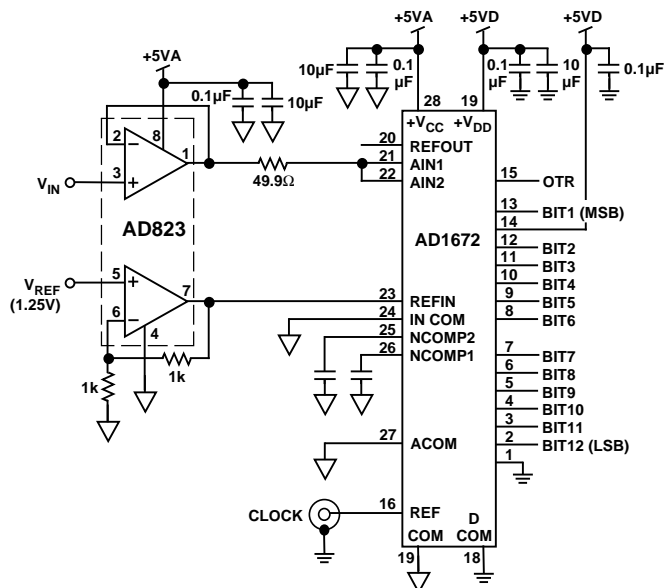 +5VA
+5VD
+5VD
+5VA
10µF
0.1
µF
0.1
µF
10
µF
0.1µF
0.1µF
10µF
28
19
+VCC
+VDD
2
8
1
3
VIN
49.9Ω
20
REFOUT
21
AIN1
22
AIN2
15
OTR
13
BIT1 (MSB)
14
AD823
AD1672
12
BIT2
11
BIT3
10
BIT4
9
BIT5
8
BIT6
VREF
(1.25V)
5
7
6
4
1k
1k
23
REFIN
24
IN COM
25
NCOMP2
26
NCOMP1
7
BIT7
6
BIT8
5
BIT9
4
BIT10
3
BIT11
2
BIT12 (LSB)
1
27
ACOM
CLOCK
16
REF
COM
D
COM
19
18